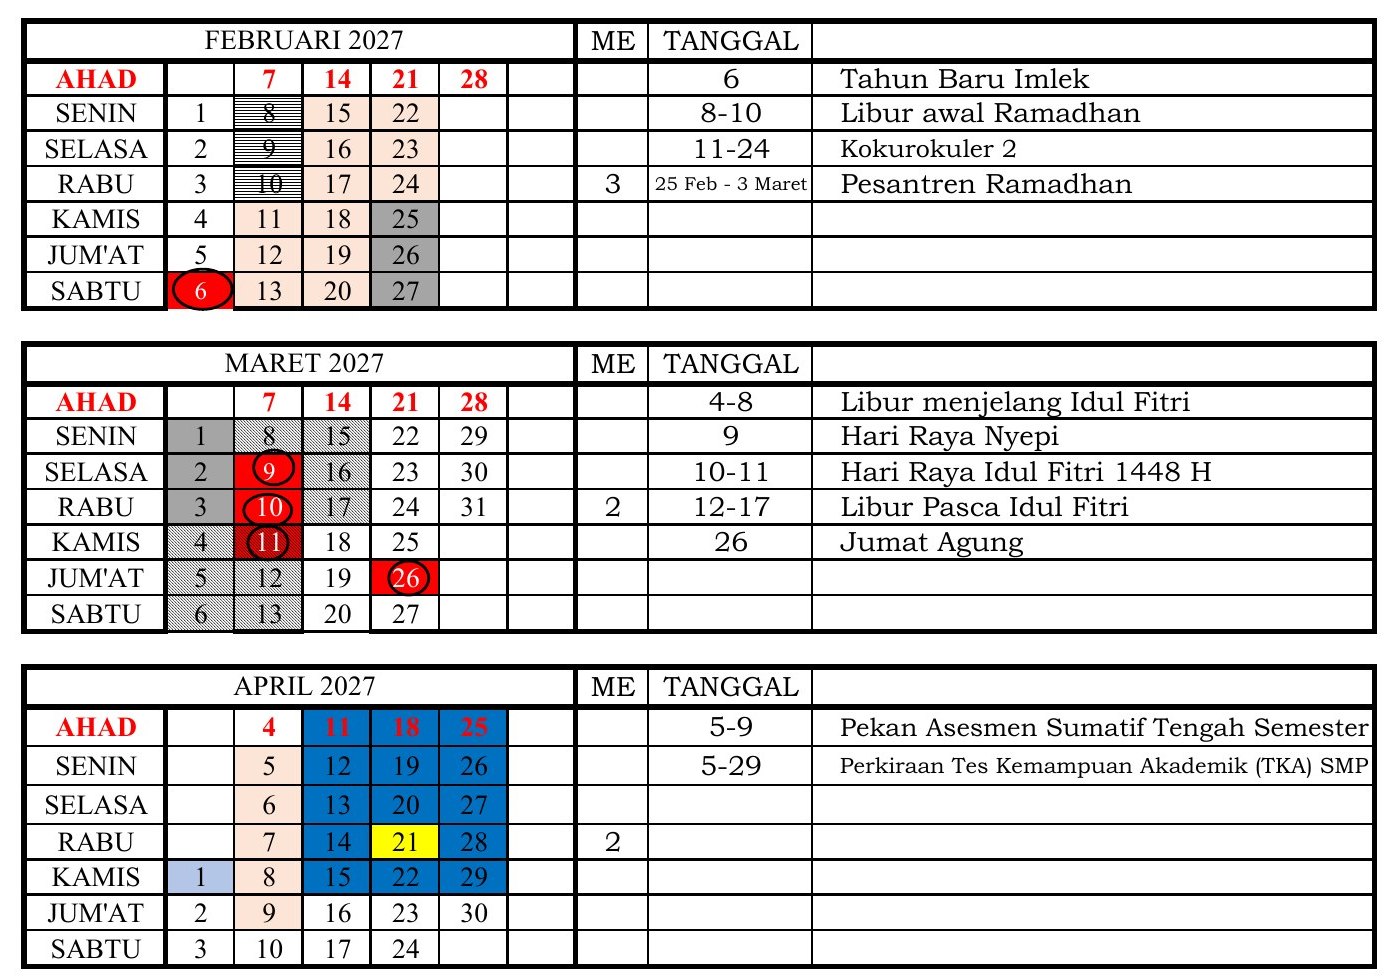 FEBRUARI 2027 ME TANGGAL
AHAD 7 14 21 28 6 Tahun Baru Imlek
SENIN 1 8 15 22 8-10 Libur awal Ramadhan
SELASA 2 9 16 23 11-24 Kokurokuler 2
RABU 3 10 17 24 3 25 Feb - 3 Maret Pesantren Ramadhan
KAMIS 4 11 18 25
JUM'AT 5 12 19 26
SABTU 6 13 20 27
MARET 2027 ME TANGGAL
AHAD 7 14 21 28 4-8 Libur menjelang Idul Fitri
SENIN 1 8 15 22 29 9 Hari Raya Nyepi
SELASA 2 9 16 23 30 10-11 Hari Raya Idul Fitri 1448 H
RABU 3 10 17 24 31 2 12-17 Libur Pasca Idul Fitri
KAMIS 4 11 18 25 26 Jumat Agung
JUM'AT 5 12 19 26
SABTU 6 13 20 27
APRIL 2027 ME TANGGAL
AHAD 4 11 18 25 5-9 Pekan Asesmen Sumatif Tengah Semester
SENIN 5 12 19 26 5-29 Perkiraan Tes Kemampuan Akademik (TKA) SMP
SELASA 6 13 20 27
RABU 7 14 21 28 2
KAMIS 1 8 15 22 29
JUM'AT 2 9 16 23 30
SABTU 3 10 17 24